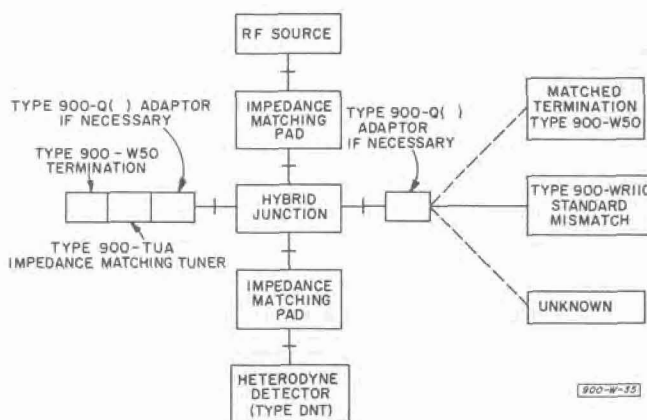 RF SOURCE
IMPEDANCE
MATCHING
PAD
TYPE 900-Q( ) ADAPTOR
IF NECESSARY
TYPE 900-W50
TERMINATION
TYPE 900-TUA
IMPEDANCE MATCHING TUNER
HYBRID
JUNCTION
TYPE 900-Q( )
ADAPTOR
IF NECESSARY
MATCHED
TERMINATION
TYPE 900-W50
TYPE 900-WR110
STANDARD
MISMATCH
UNKNOWN
IMPEDANCE
MATCHING
PAD
HETERODYNE
DETECTOR
(TYPE DNT)
900-W-35